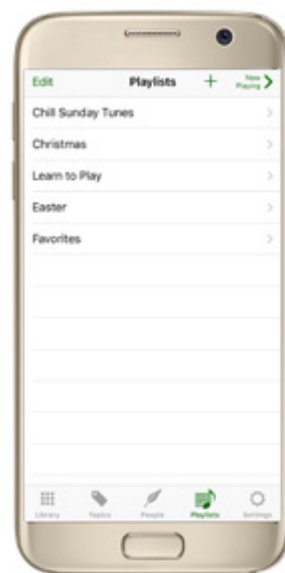 Edit Playlists + Now Playing
Chill Sunday Tunes
Christmas
Learn to Play
Easter
Favorites
Library Topics People Playlists Settings